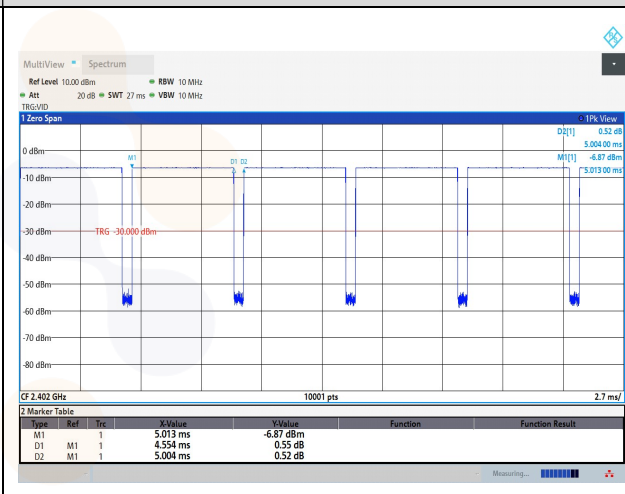 MultiView Spectrum
Ref Level 10.00 dBm RBW 10 MHz
Att 20 dB SWT 27 ms VBW 10 MHz
TRG:VID
1 Zero Span 1Pk View
D2[1] 0.52 dB
5.004 00 ms
M1[1] -6.87 dBm
5.013 00 ms
0 dBm
M1
D1 D2
-10 dBm
-20 dBm
-30 dBm
TRG -30.000 dBm
-40 dBm
-50 dBm
-60 dBm
-70 dBm
-80 dBm
CF 2.402 GHz 10001 pts 2.7 ms/
2 Marker Table
Type Ref Trc X-Value Y-Value Function Function Result
M1 1 5.013 ms -6.87 dBm
D1 M1 1 4.554 ms 0.55 dB
D2 M1 1 5.004 ms 0.52 dB
Measuring...